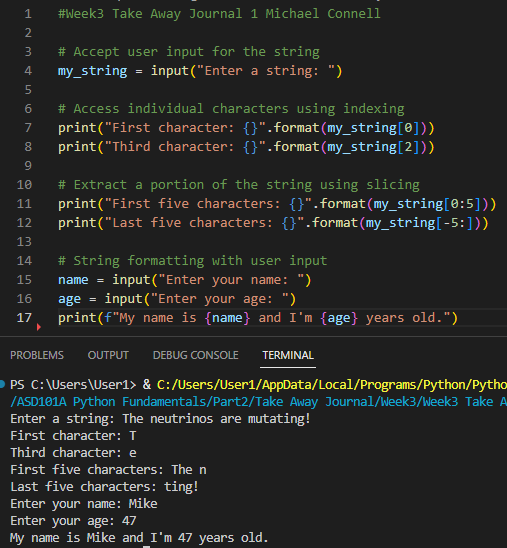 1 #Week3 Take Away Journal 1 Michael Connell
2
3 # Accept user input for the string
4 my_string = input("Enter a string: ")
5
6 # Access individual characters using indexing
7 print("First character: {}".format(my_string[0]))
8 print("Third character: {}".format(my_string[2]))
9
10 # Extract a portion of the string using slicing
11 print("First five characters: {}".format(my_string[0:5]))
12 print("Last five characters: {}".format(my_string[-5:]))
13
14 # String formatting with user input
15 name = input("Enter your name: ")
16 age = input("Enter your age: ")
17 print(f"My name is {name} and I'm {age} years old.")
PROBLEMS OUTPUT DEBUG CONSOLE TERMINAL
PS C:\Users\User1> & C:/Users/User1/AppData/Local/Programs/Python/Pytho
/ASD101A Python Fundamentals/Part2/Take Away Journal/Week3/Week3 Take A
Enter a string: The neutrinos are mutating!
First character: T
Third character: e
First five characters: The n
Last five characters: ting!
Enter your name: Mike
Enter your age: 47
My name is Mike and I'm 47 years old.